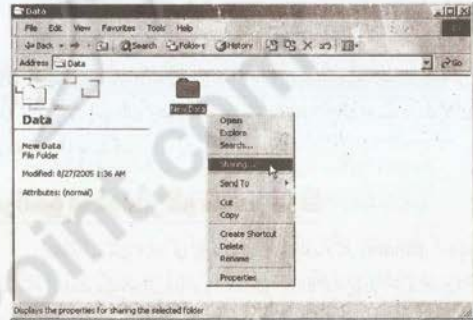 Data
File Edit View Favorites Tools Help
Back Search Folders History
Address Data Go
Data
New Data
File Folder
Modified: 8/27/2005 1:36 AM
Attributes: (normal)
New Data
Open
Explore
Search...
Sharing...
Send To
Cut
Copy
Create Shortcut
Delete
Rename
Properties
Displays the properties for sharing the selected folder
oint.com